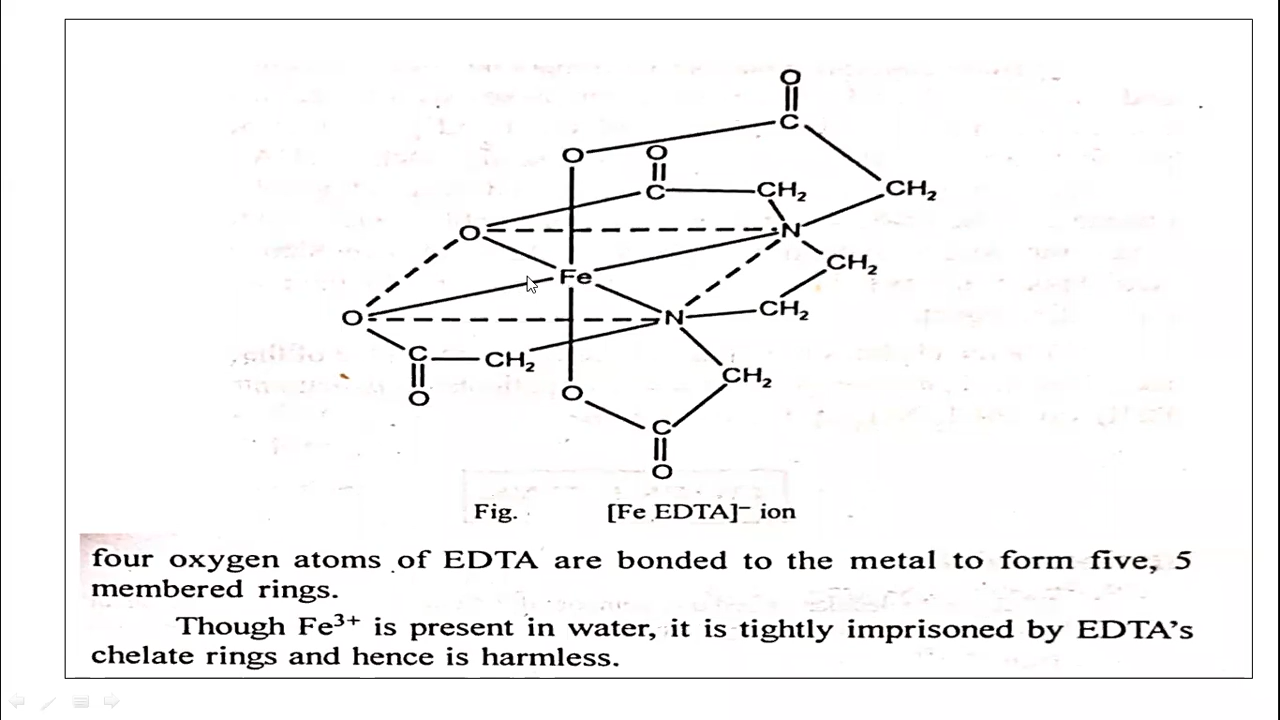 O
C
O
O
C
CH₂
CH₂
O
N
CH₂
Fe
CH₂
O
N
C
CH₂
CH₂
O
O
C
O
Fig. [Fe EDTA]⁻ ion
four oxygen atoms of EDTA are bonded to the metal to form five, 5
membered rings.
Though Fe³⁺ is present in water, it is tightly imprisoned by EDTA's
chelate rings and hence is harmless.